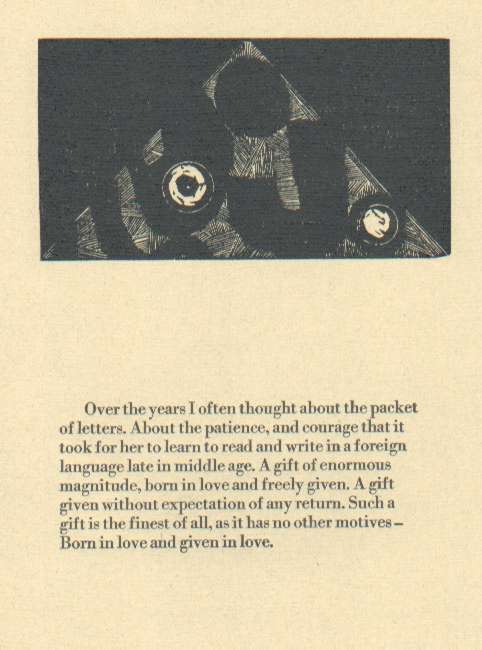 Over the years I often thought about the packet
of letters. About the patience, and courage that it
took for her to learn to read and write in a foreign
language late in middle age. A gift of enormous
magnitude, born in love and freely given. A gift
given without expectation of any return. Such a
gift is the finest of all, as it has no other motives –
Born in love and given in love.